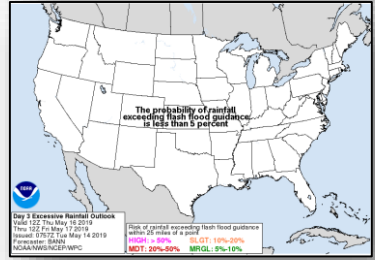 The probability of rainfall
exceeding flash flood guidance
is less than 5 percent
NOAA
Day 3 Excessive Rainfall Outlook
Valid 12Z Thu May 16 2019
Thru 12Z Fri May 17 2019
Issued: 0757Z Tue May 14 2019
Forecaster: BANN
NOAA/NWS/NCEP/WPC
Risk of rainfall exceeding flash flood guidance
within 25 miles of a point
HIGH: > 50% SLGT: 10%-20%
MDT: 20%-50% MRGL: 5%-10%